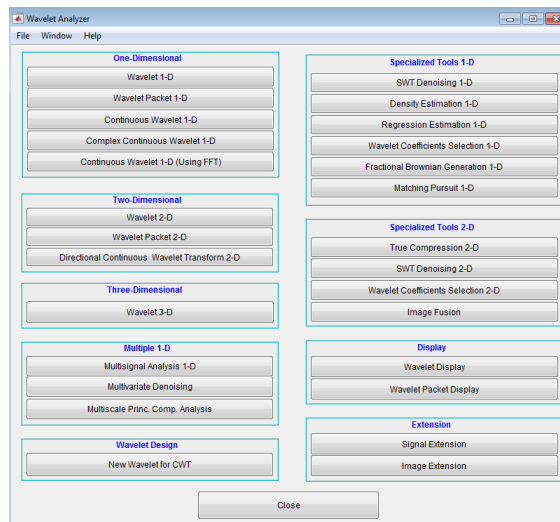 Wavelet Analyzer
File Window Help
One-Dimensional
Wavelet 1-D
Wavelet Packet 1-D
Continuous Wavelet 1-D
Complex Continuous Wavelet 1-D
Continuous Wavelet 1-D (Using FFT)
Two-Dimensional
Wavelet 2-D
Wavelet Packet 2-D
Directional Continuous Wavelet Transform 2-D
Three-Dimensional
Wavelet 3-D
Multiple 1-D
Multisignal Analysis 1-D
Multivariate Denoising
Multiscale Princ. Comp. Analysis
Wavelet Design
New Wavelet for CWT
Specialized Tools 1-D
SWT Denoising 1-D
Density Estimation 1-D
Regression Estimation 1-D
Wavelet Coefficients Selection 1-D
Fractional Brownian Generation 1-D
Matching Pursuit 1-D
Specialized Tools 2-D
True Compression 2-D
SWT Denoising 2-D
Wavelet Coefficients Selection 2-D
Image Fusion
Display
Wavelet Display
Wavelet Packet Display
Extension
Signal Extension
Image Extension
Close